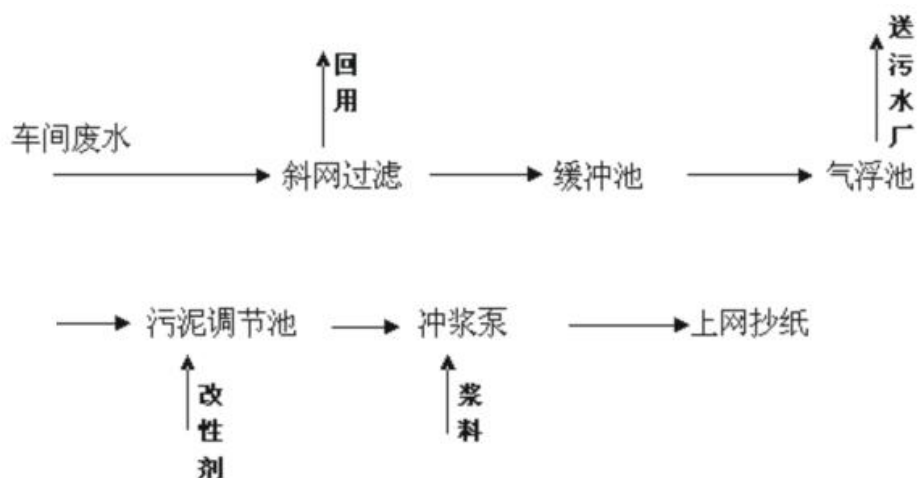 车间废水
斜网过滤
回用
缓冲池
气浮池
送污水厂
污泥调节池
改性剂
冲浆泵
浆料
上网抄纸